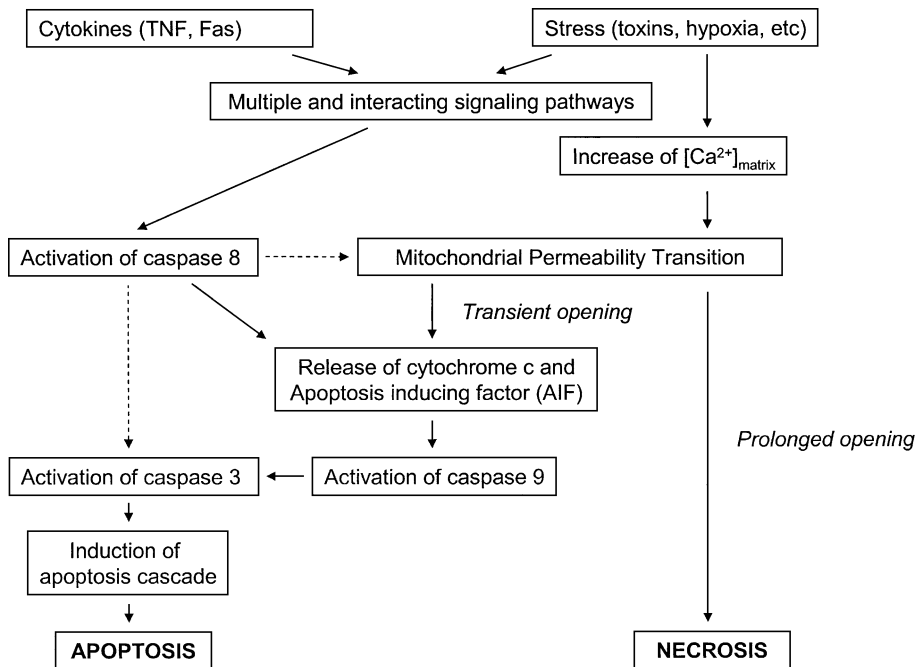 Cytokines (TNF, Fas)
Stress (toxins, hypoxia, etc)
Multiple and interacting signaling pathways
Increase of [Ca²⁺]ₘₐₜᵣᵢₓ
Activation of caspase 8
Mitochondrial Permeability Transition
Transient opening
Release of cytochrome c and
Apoptosis inducing factor (AIF)
Prolonged opening
Activation of caspase 3
Activation of caspase 9
Induction of
apoptosis cascade
APOPTOSIS
NECROSIS